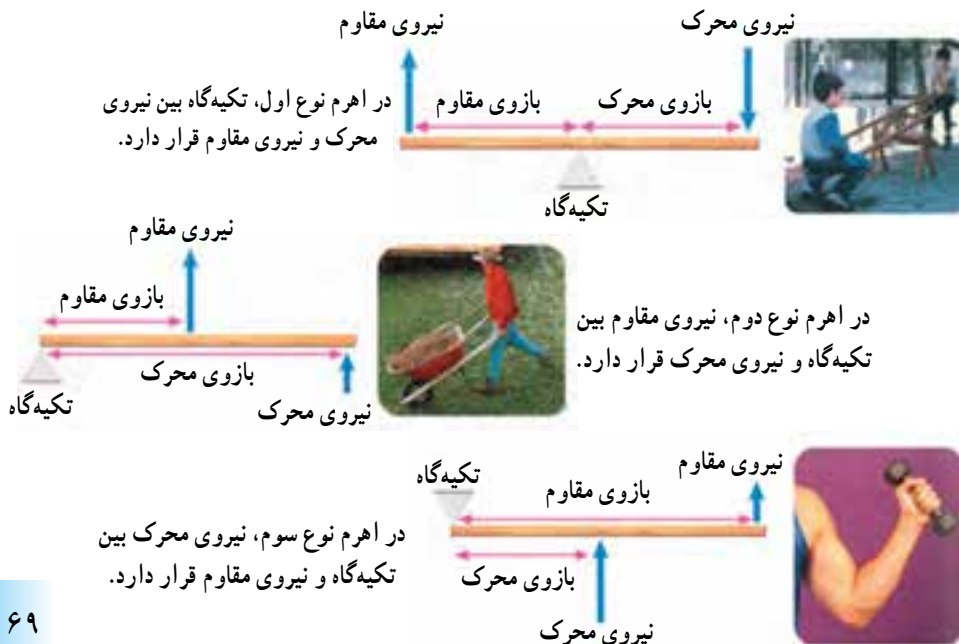 نیروی محرک
نیروی مقاوم
بازوی محرک
بازوی مقاوم
در اهرم نوع اول، تکیه‌گاه بین نیروی
محرک و نیروی مقاوم قرار دارد.
تکیه‌گاه
نیروی مقاوم
بازوی مقاوم
در اهرم نوع دوم، نیروی مقاوم بین
تکیه‌گاه و نیروی محرک قرار دارد.
بازوی محرک
تکیه‌گاه
نیروی محرک
نیروی مقاوم
تکیه‌گاه
بازوی مقاوم
در اهرم نوع سوم، نیروی محرک بین
تکیه‌گاه و نیروی مقاوم قرار دارد.
بازوی محرک
نیروی محرک
۶۹